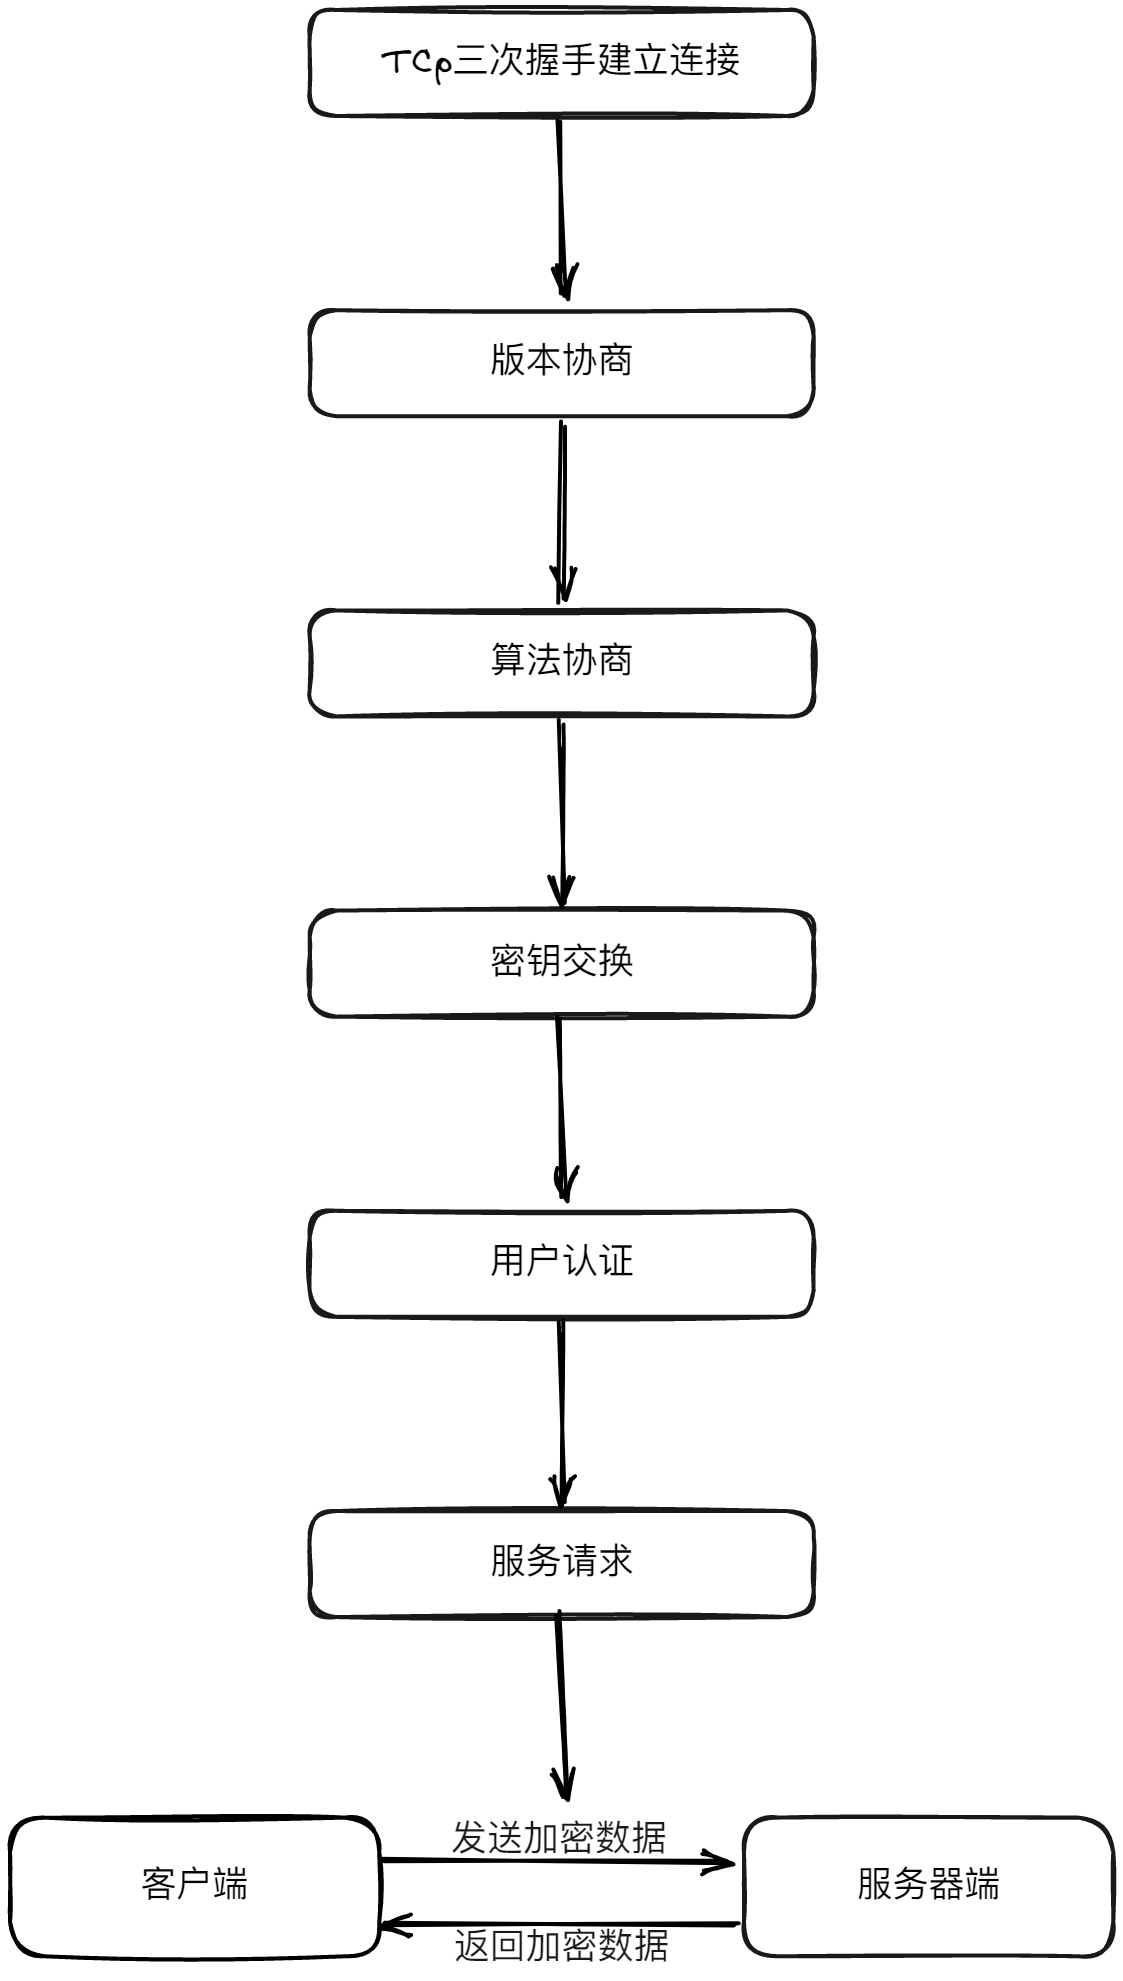 TCp三次握手建立连接
版本协商
算法协商
密钥交换
用户认证
服务请求
发送加密数据
客户端
服务器端
返回加密数据